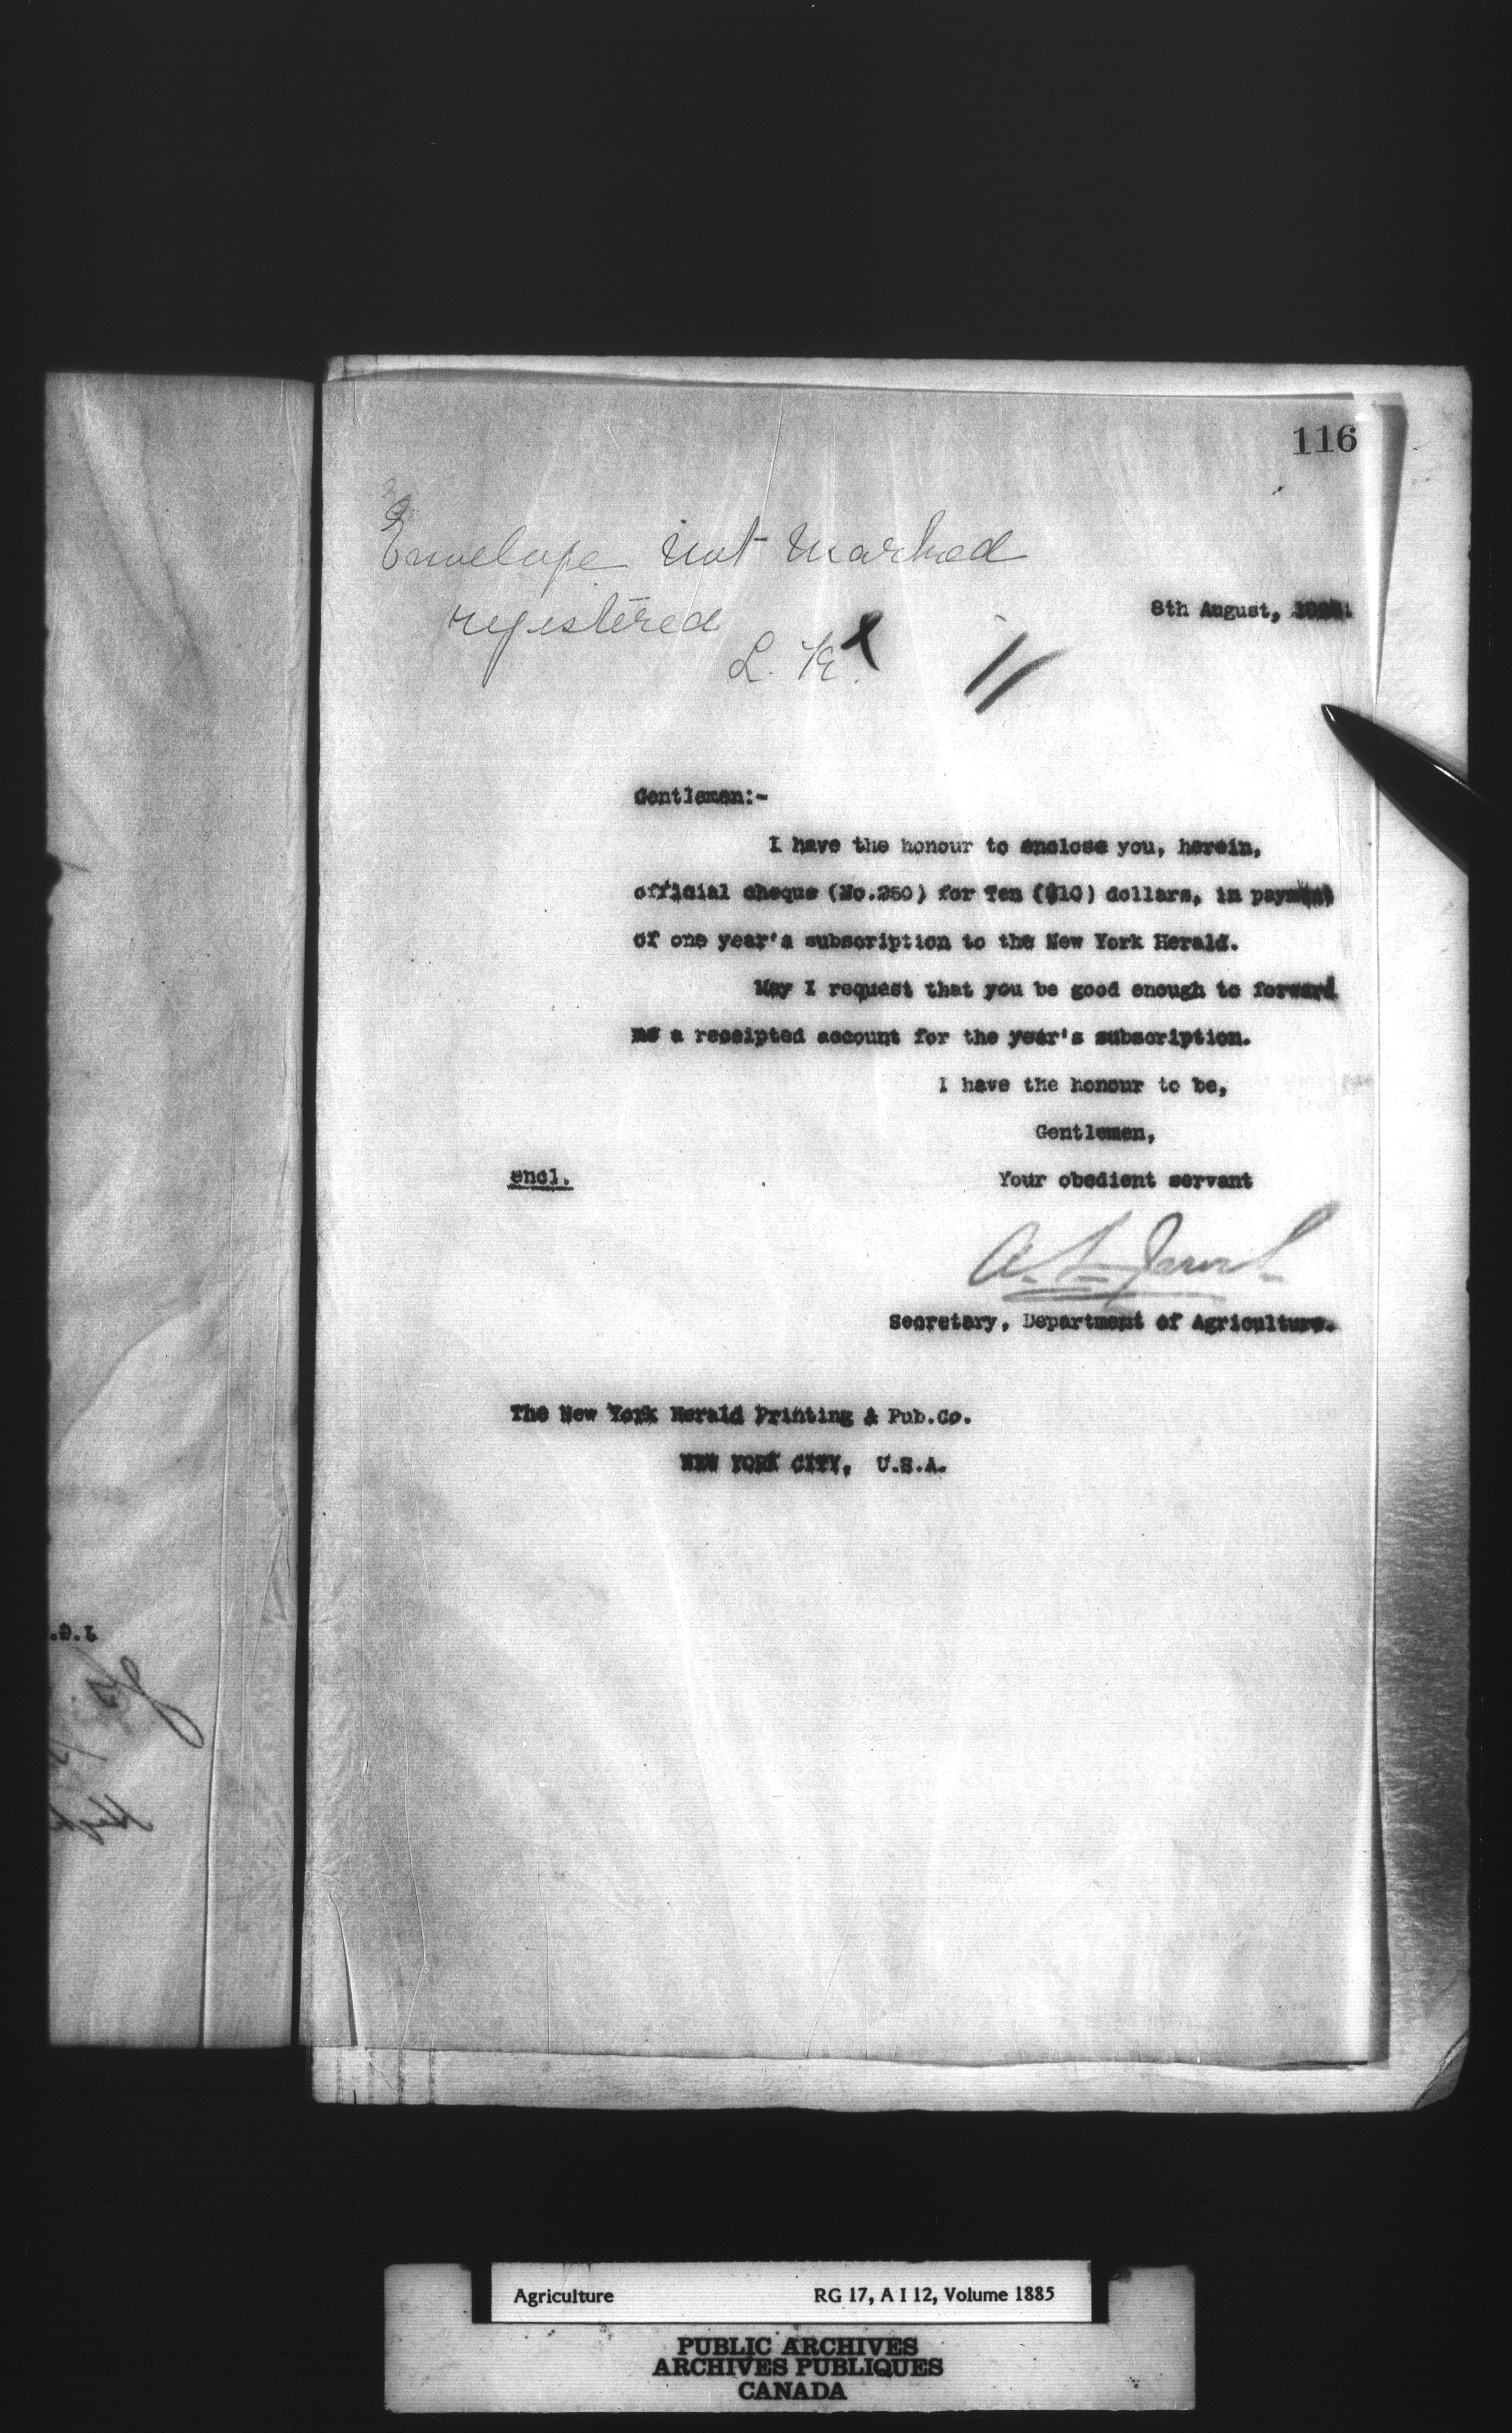 116
Envelope not marked
registered
L. K.
8th August,
Gentlemen:-
I have the honour to enclose you, herein,
official cheque (No.250) for Ten ($10) dollars, in payment
of one year's subscription to the New York Herald.
May I request that you be good enough to forward
me a receipted account for the year's subscription.
I have the honour to be,
Gentlemen,
encl.
Your obedient servant
A. L. Jarvis
Secretary, Department of Agriculture.
The New York Herald Printing & Pub.Co.
NEW YORK CITY, U.S.A.
Agriculture RG 17, A I 12, Volume 1885
PUBLIC ARCHIVES
ARCHIVES PUBLIQUES
CANADA